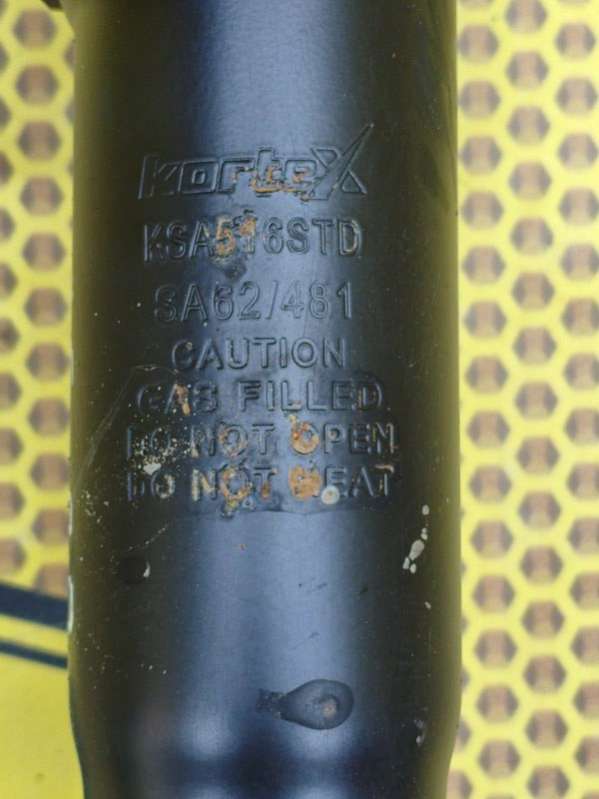 korteX
KSA516STD
SA62/481
CAUTION
GAS FILLED
DO NOT OPEN
DO NOT HEAT